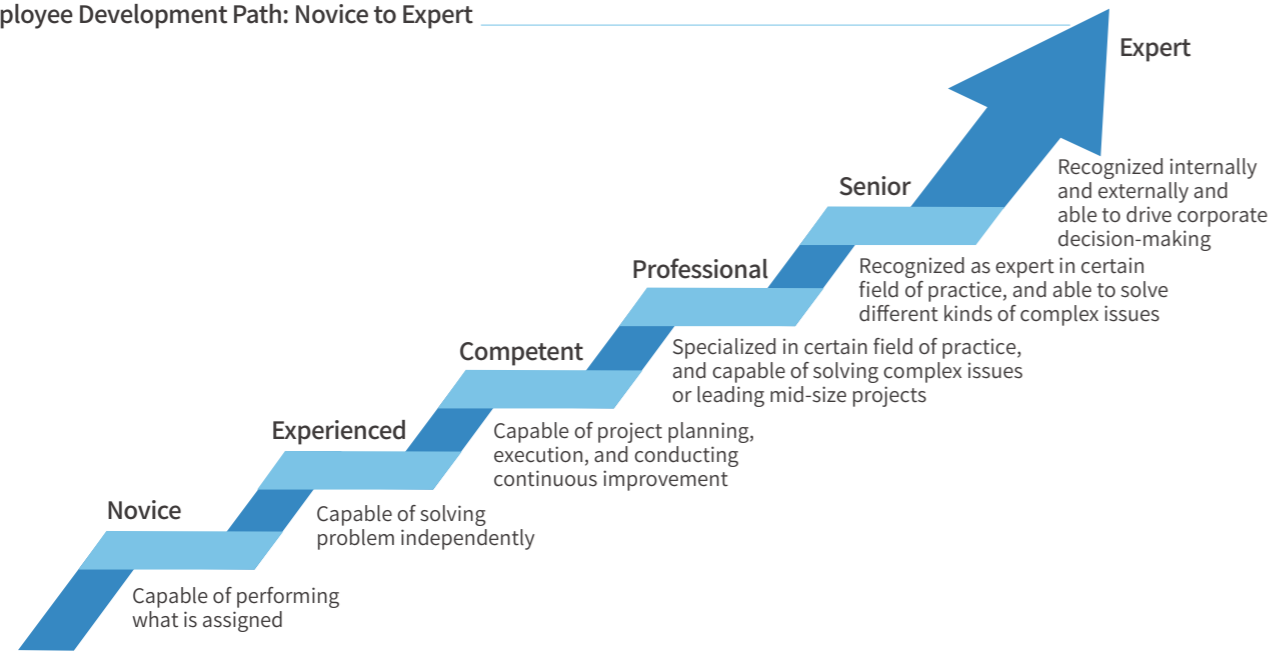 ployee Development Path: Novice to Expert
Expert
Recognized internally
and externally and
able to drive corporate
decision-making
Senior
Recognized as expert in certain
field of practice, and able to solve
different kinds of complex issues
Professional
Specialized in certain field of practice,
and capable of solving complex issues
or leading mid-size projects
Competent
Capable of project planning,
execution, and conducting
continuous improvement
Experienced
Capable of solving
problem independently
Novice
Capable of performing
what is assigned